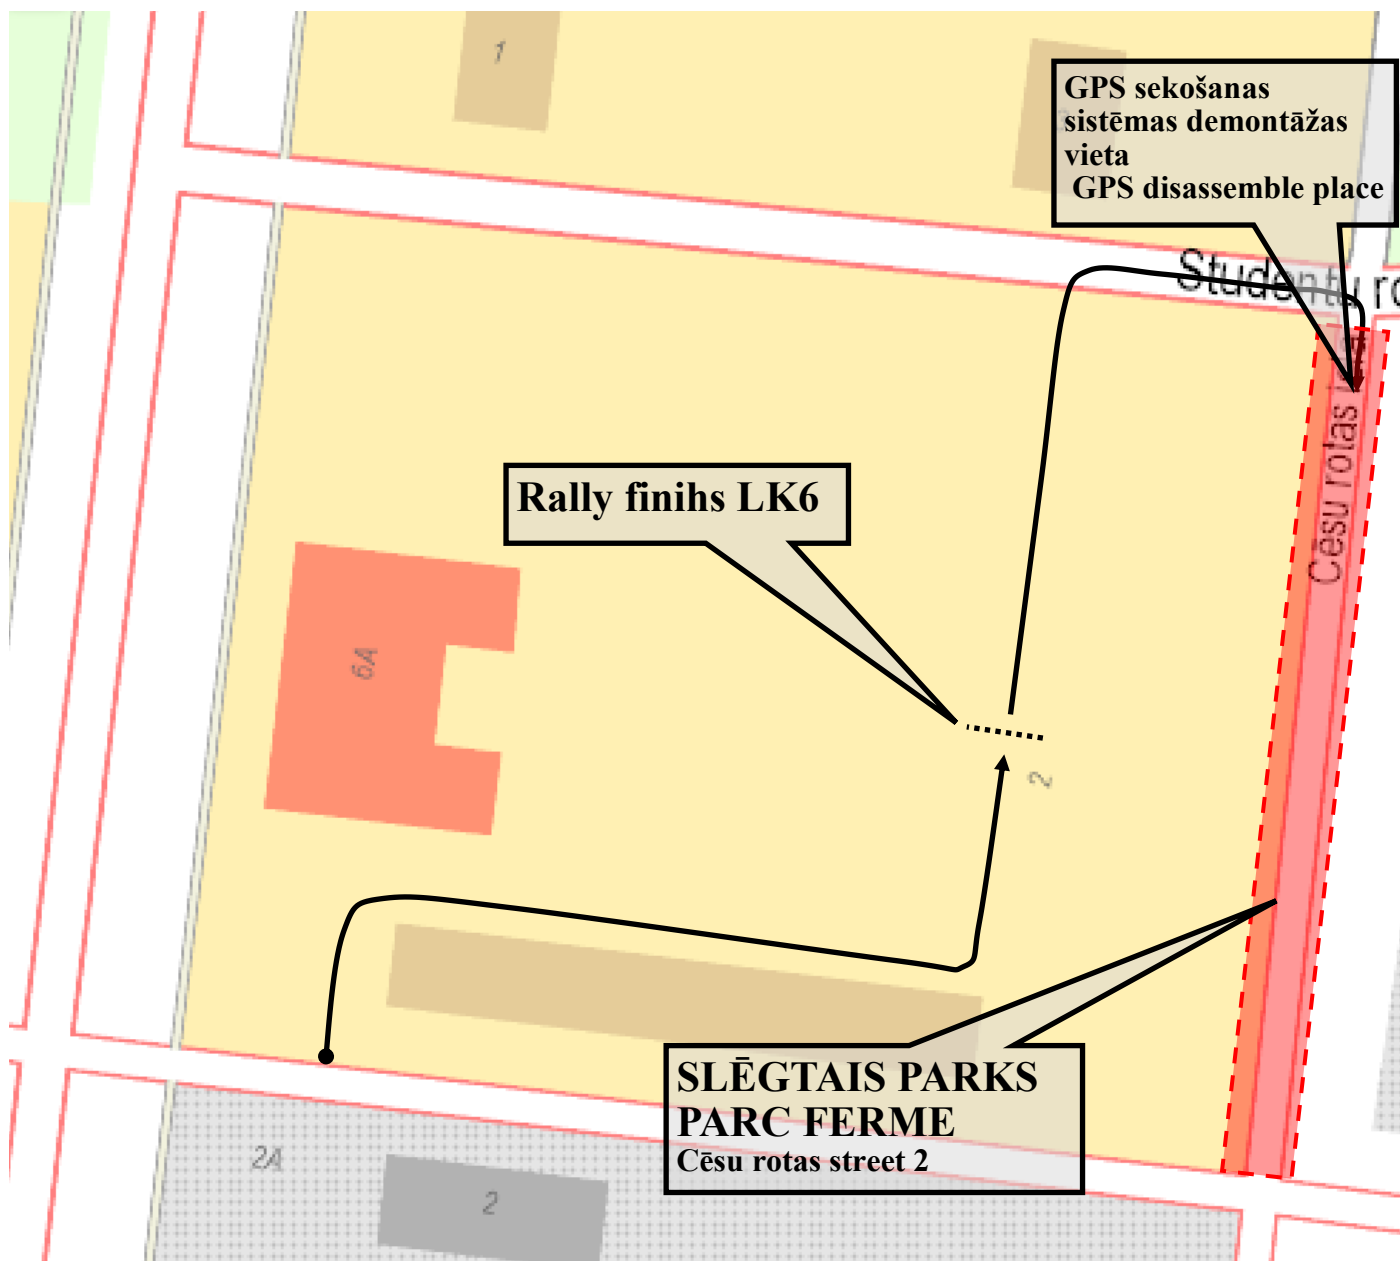 1
GPS sekošanas
sistēmas demontāžas
vieta
GPS disassemble place
Studentu
Cēsu rotas iela
Rally finihs LK6
6A
2
SLĒGTAIS PARKS
PARC FERME
Cēsu rotas street 2
2A
2